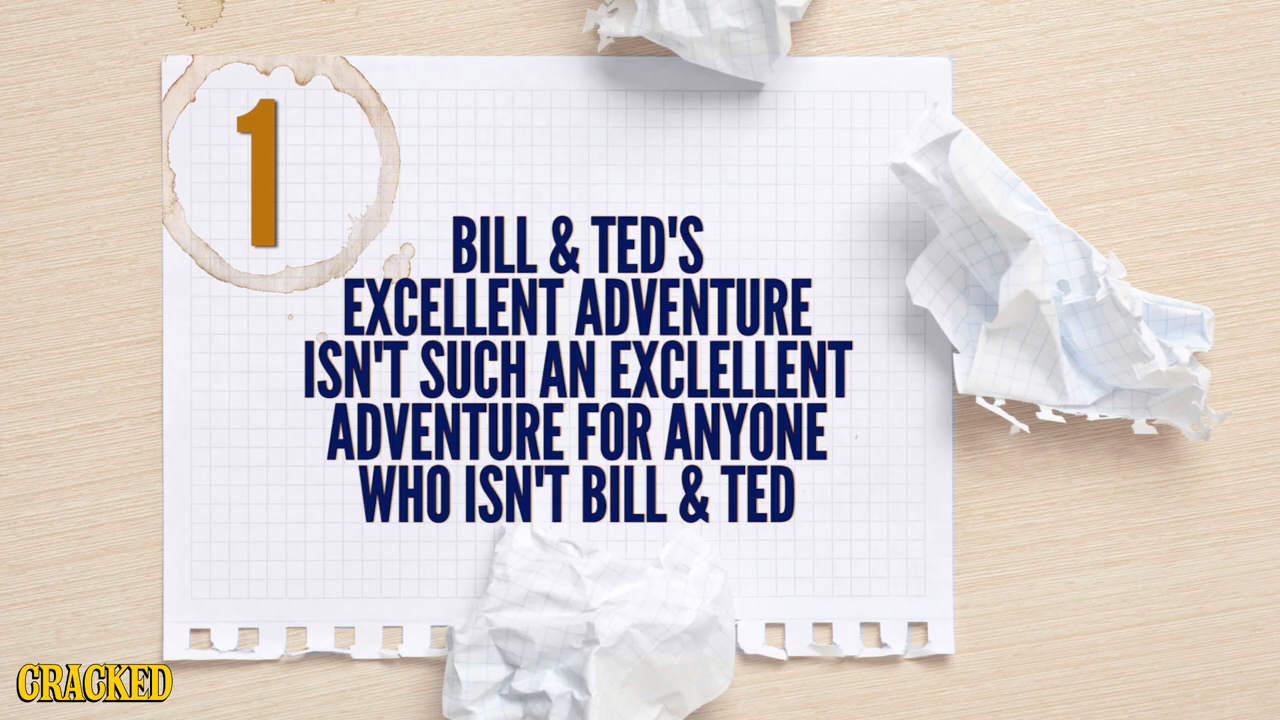 1
BILL & TED'S
EXCELLENT ADVENTURE
ISN'T SUCH AN EXCLELLENT
ADVENTURE FOR ANYONE
WHO ISN'T BILL & TED
CRACKED